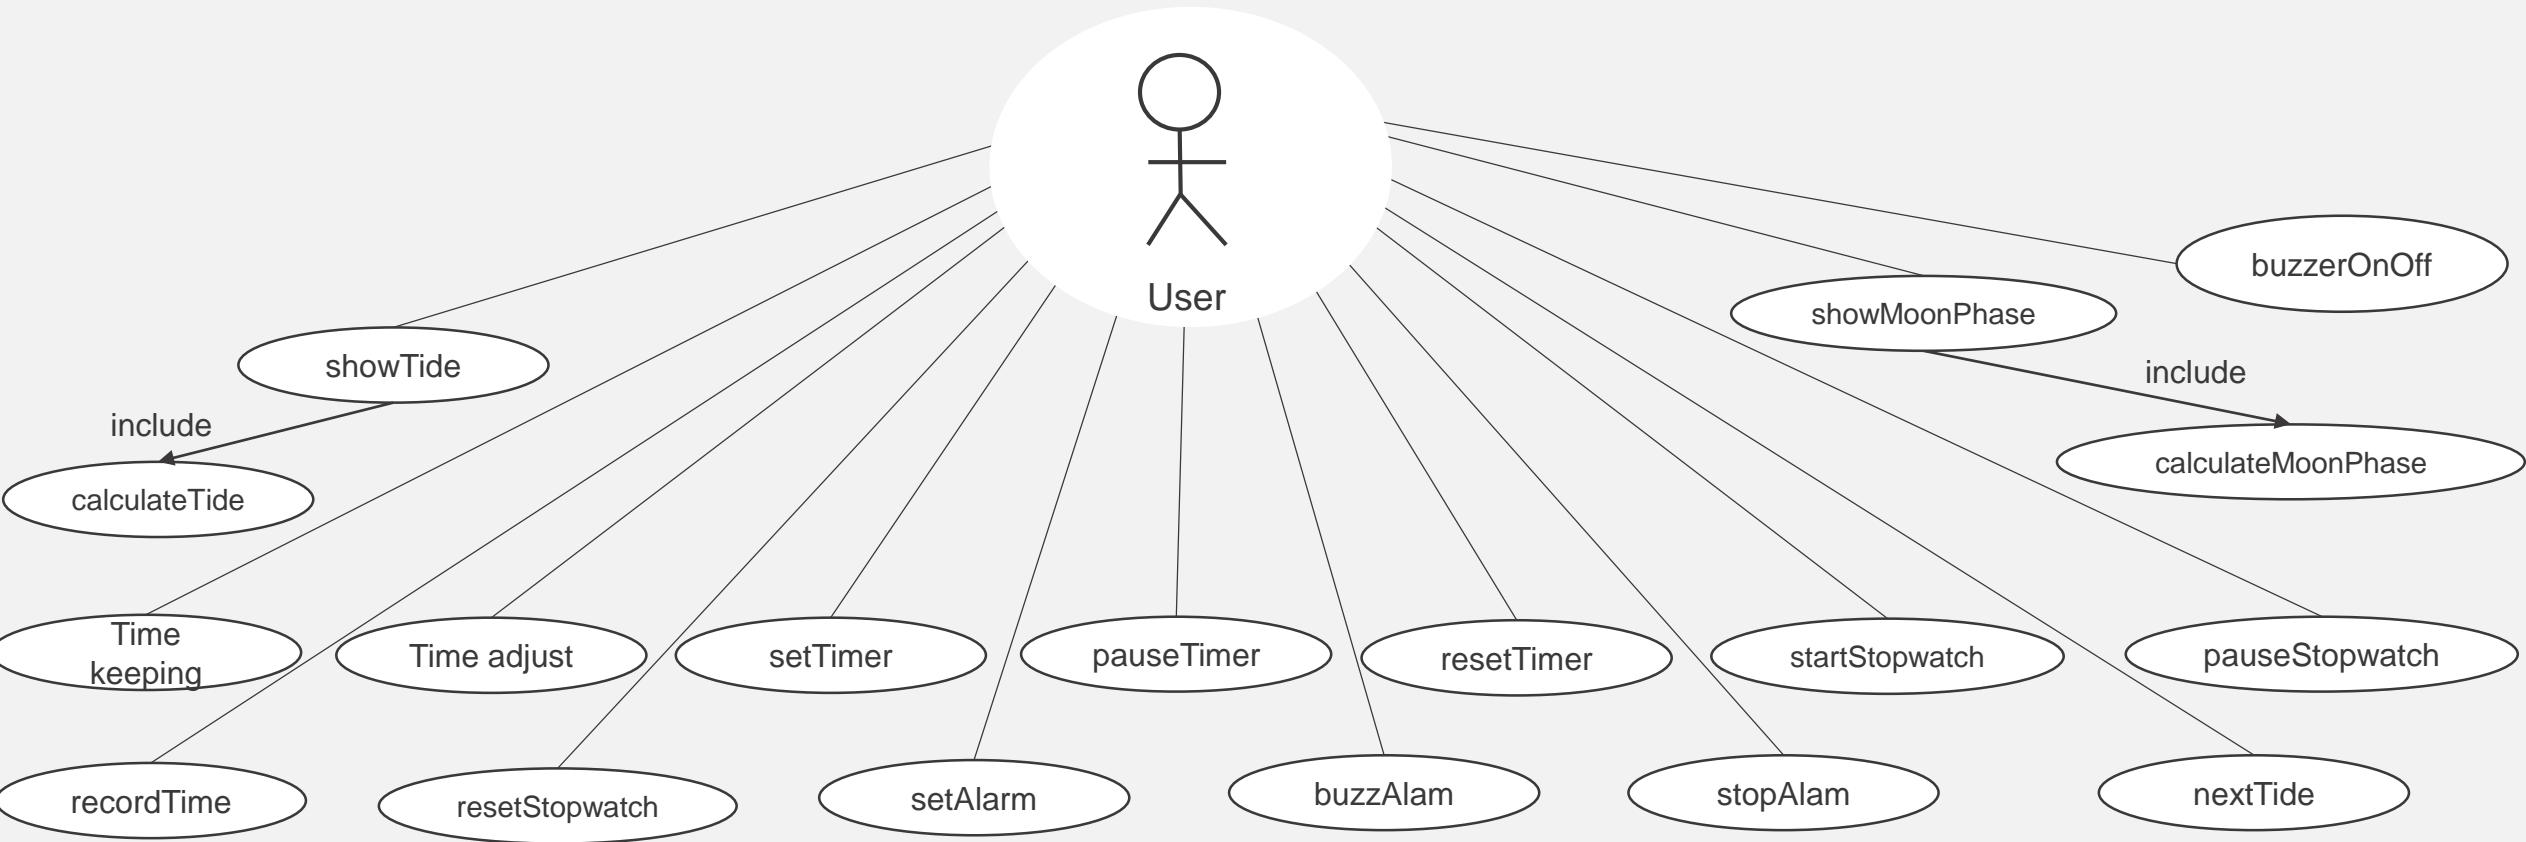 User
buzzerOnOff
showMoonPhase
showTide
include
include
calculateMoonPhase
calculateTide
Time
keeping
Time adjust
setTimer
pauseTimer
resetTimer
startStopwatch
pauseStopwatch
recordTime
resetStopwatch
setAlarm
buzzAlam
stopAlam
nextTide